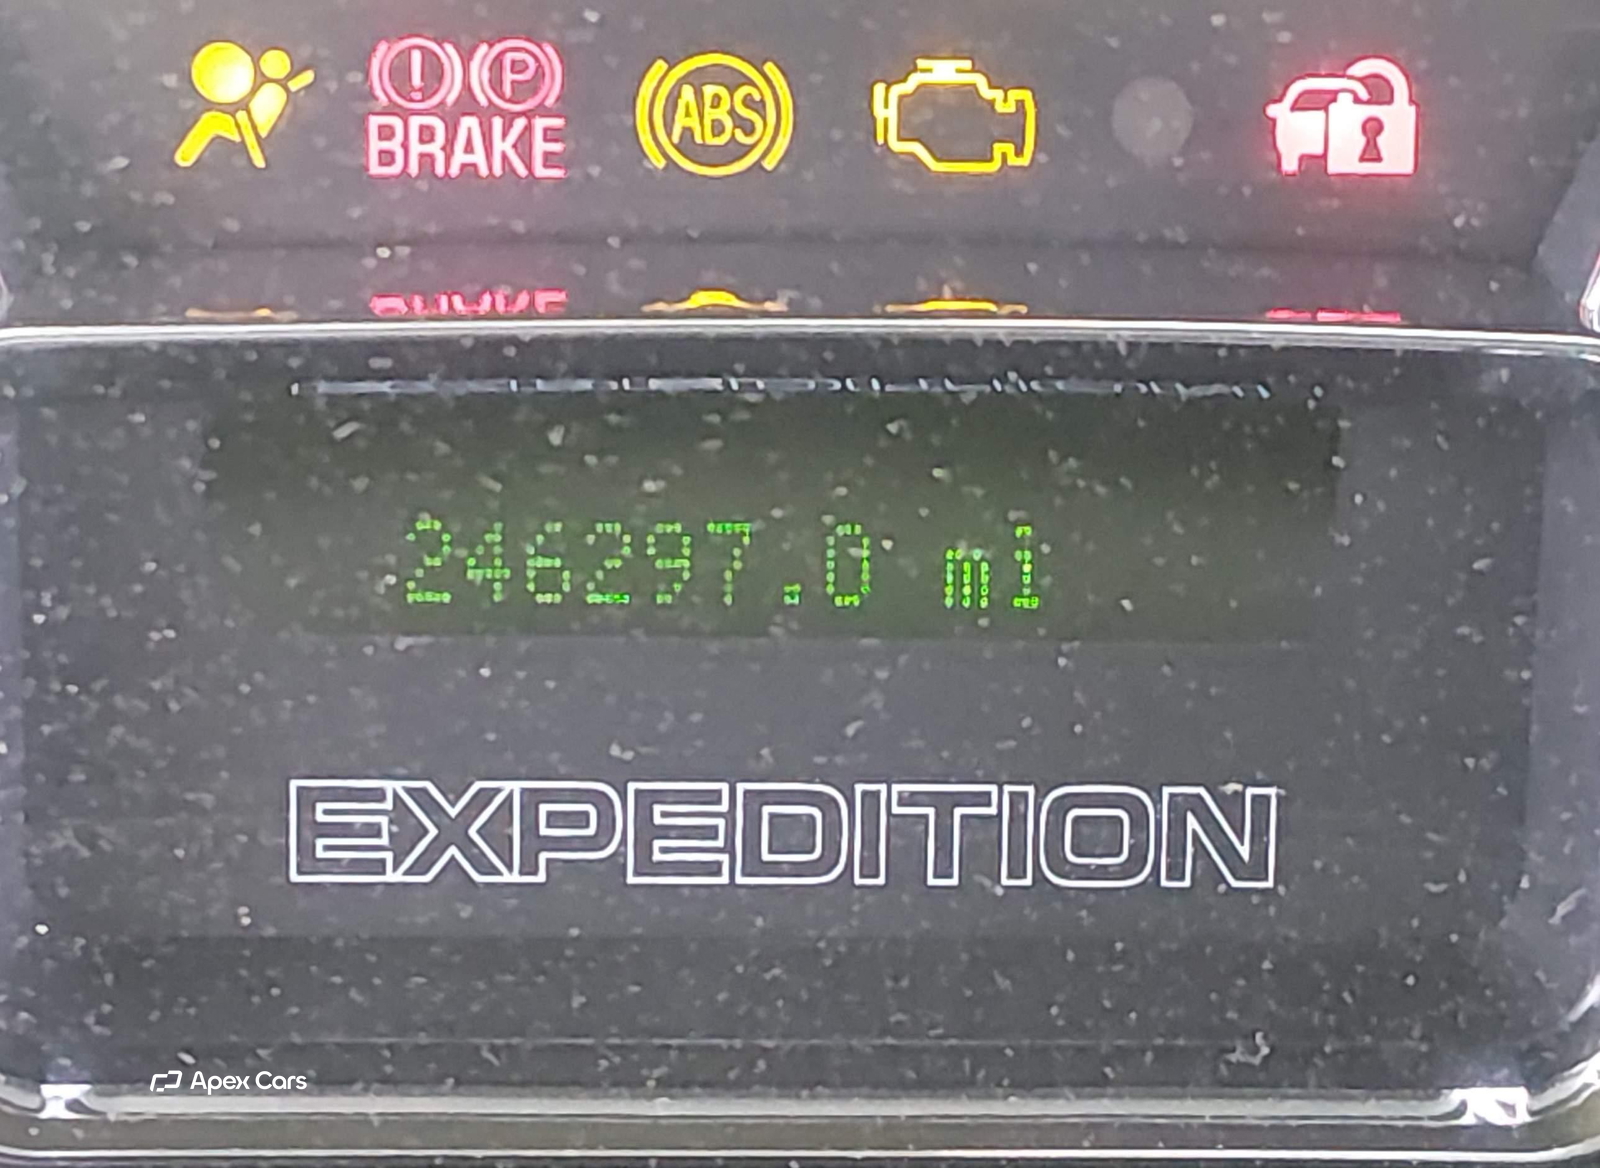 (!) (P)
BRAKE
ABS
246297.0 mi
EXPEDITION
Apex Cars